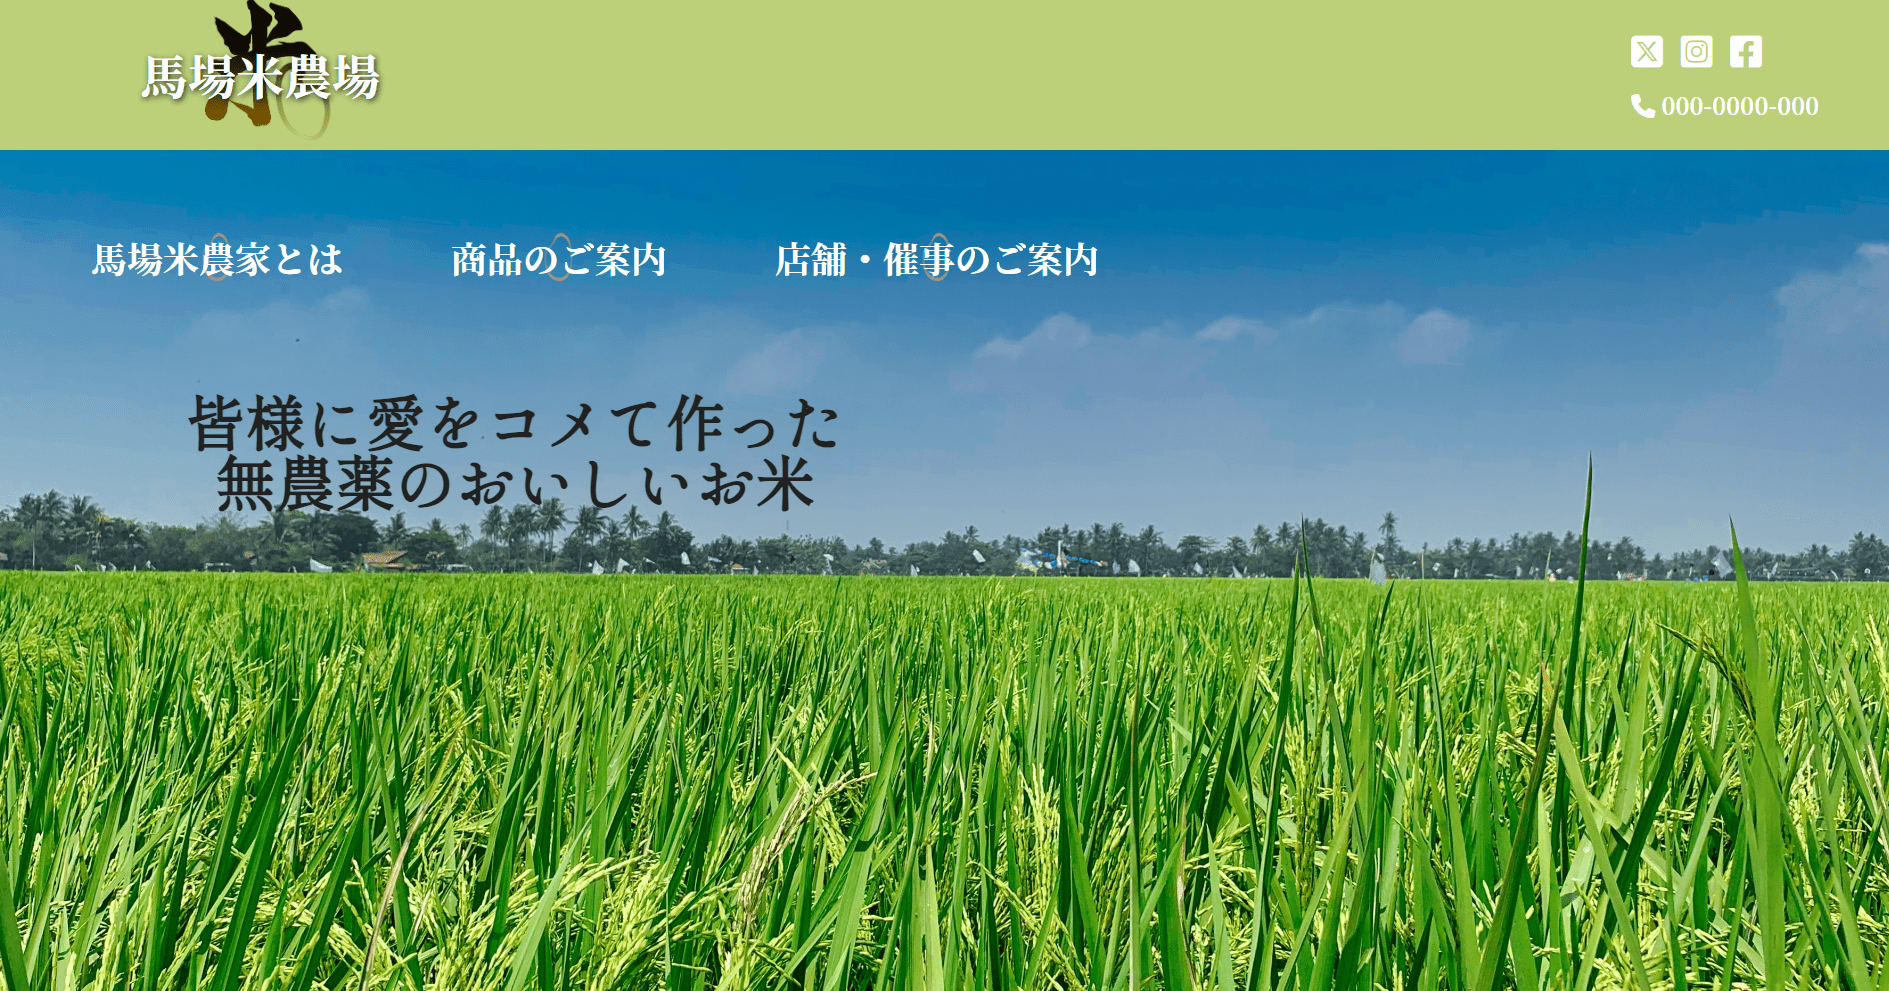 米
馬場米農場
000-0000-000
馬場米農家とは
商品のご案内
店舗・催事のご案内
皆様に愛をコメて作った
無農薬のおいしいお米